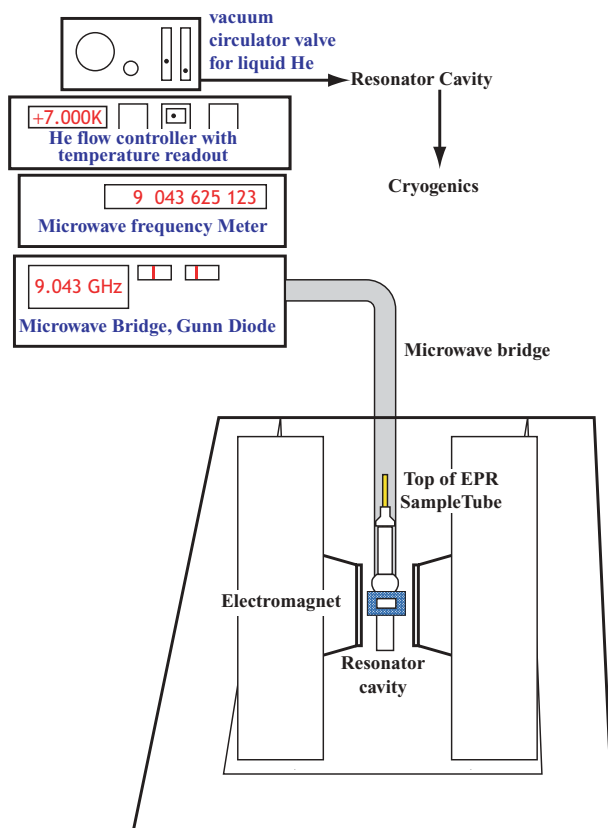 vacuum
circulator valve
for liquid He
Resonator Cavity
+7.000K
He flow controller with
temperature readout
Cryogenics
9 043 625 123
Microwave frequency Meter
9.043 GHz
Microwave Bridge, Gunn Diode
Microwave bridge
Top of EPR
SampleTube
Electromagnet
Resonator
cavity